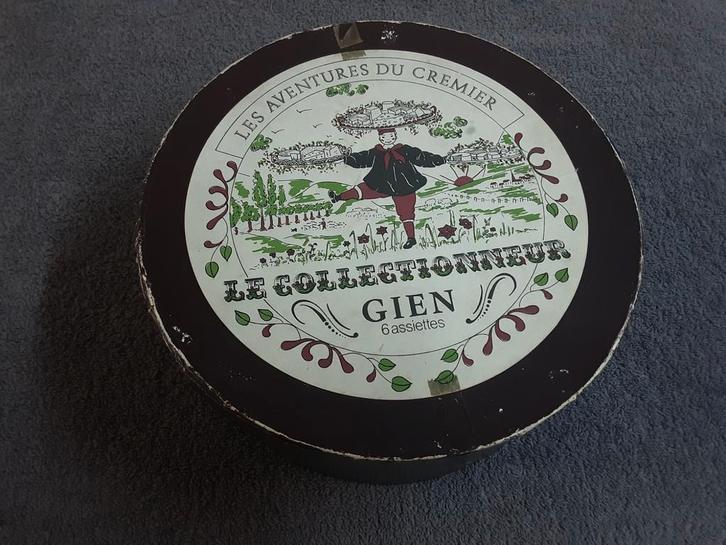 LES AVENTURES DU CREMIER
LE COLLECTIONNEUR
GIEN
6 assiettes